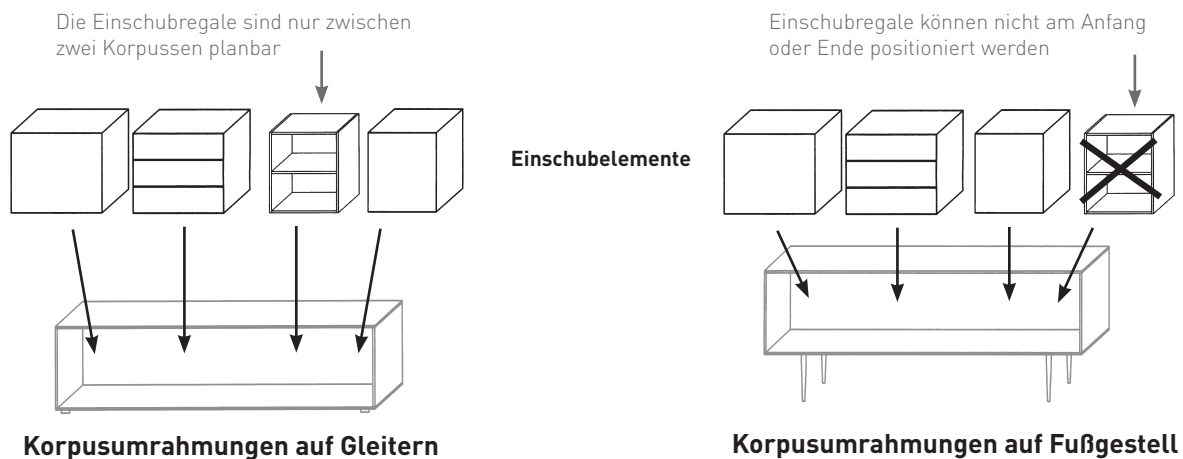 Die Einschubregale sind nur zwischen
zwei Korpussen planbar
Einschubregale können nicht am Anfang
oder Ende positioniert werden
Einschubelemente
Korpusumrahmungen auf Gleitern
Korpusumrahmungen auf Fußgestell